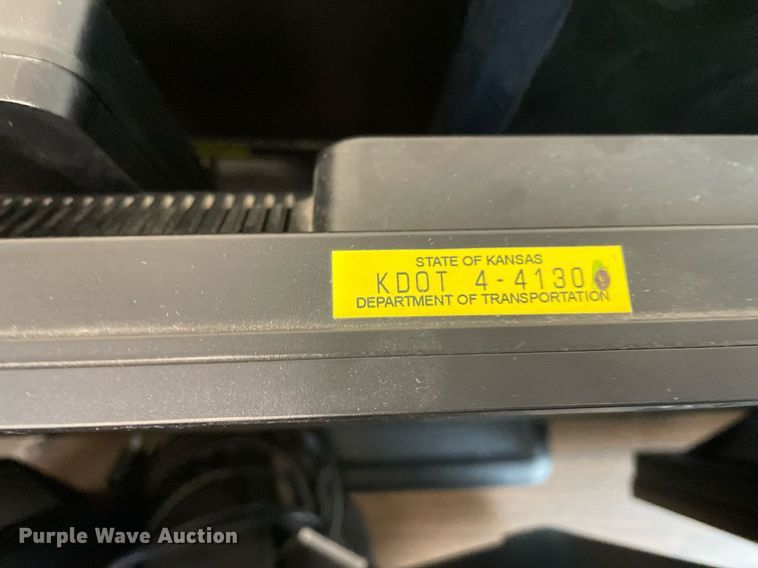 STATE OF KANSAS
KDOT 4-4130
DEPARTMENT OF TRANSPORTATION
Purple Wave Auction